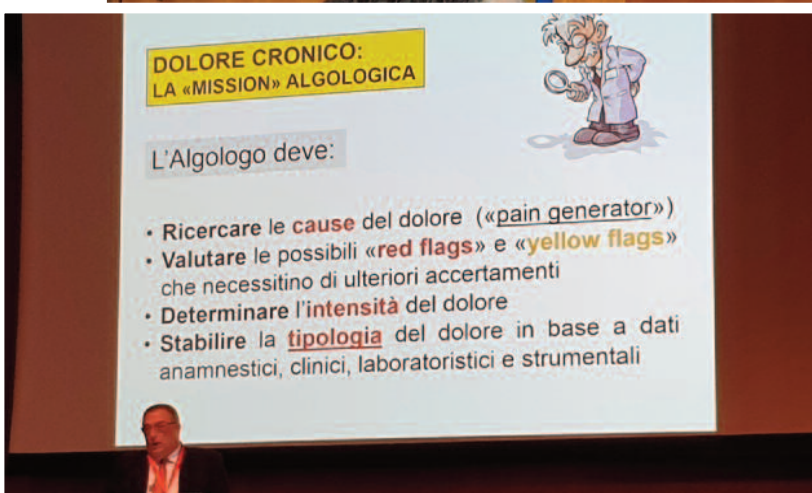 DOLORE CRONICO:
LA «MISSION» ALGOLOGICA
L'Algologo deve:
• Ricercare le cause del dolore («pain generator»)
• Valutare le possibili «red flags» e «yellow flags»
che necessitino di ulteriori accertamenti
• Determinare l'intensità del dolore
• Stabilire la tipologia del dolore in base a dati
anamnestici, clinici, laboratoristici e strumentali